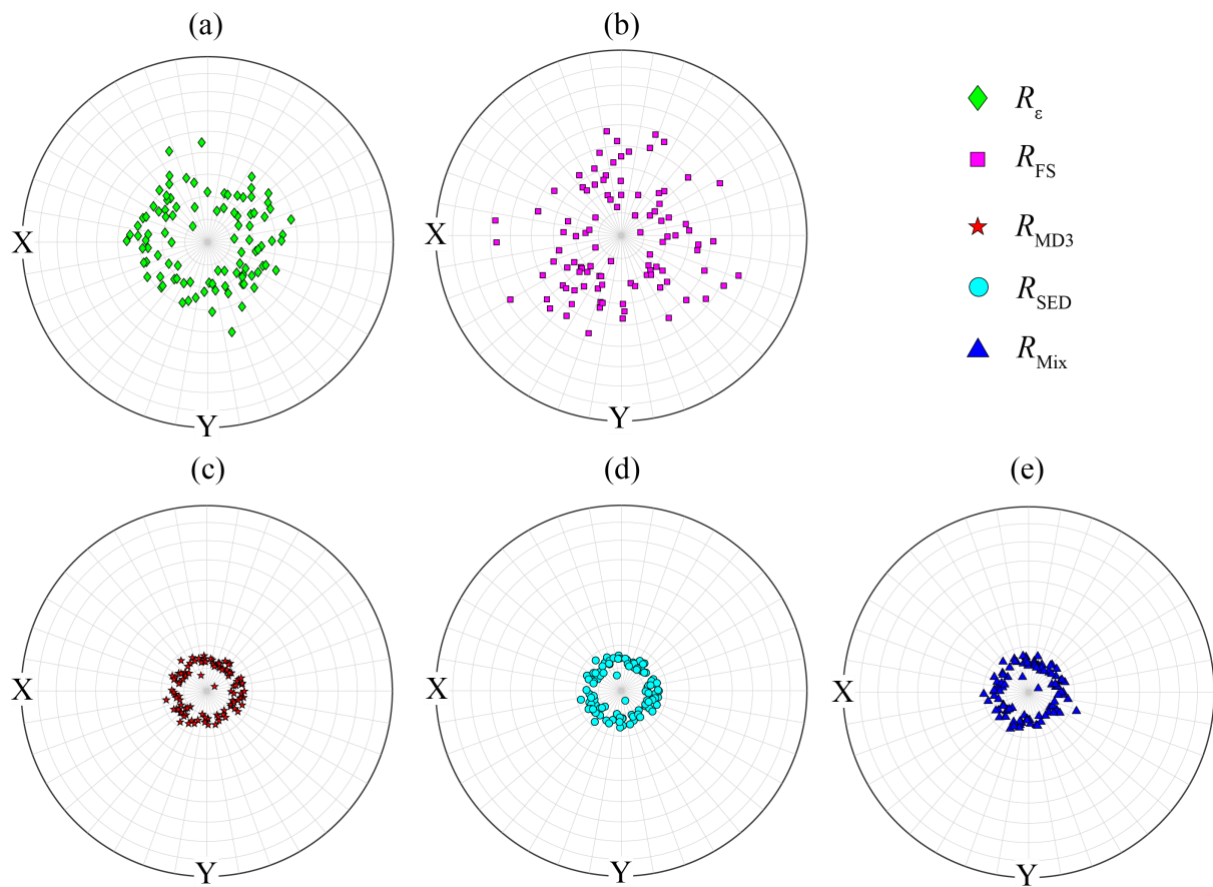 (a)
(b)
X
X
Y
Y
R_ε
R_FS
R_MD3
R_SED
R_Mix
(c)
(d)
(e)
X
X
X
Y
Y
Y